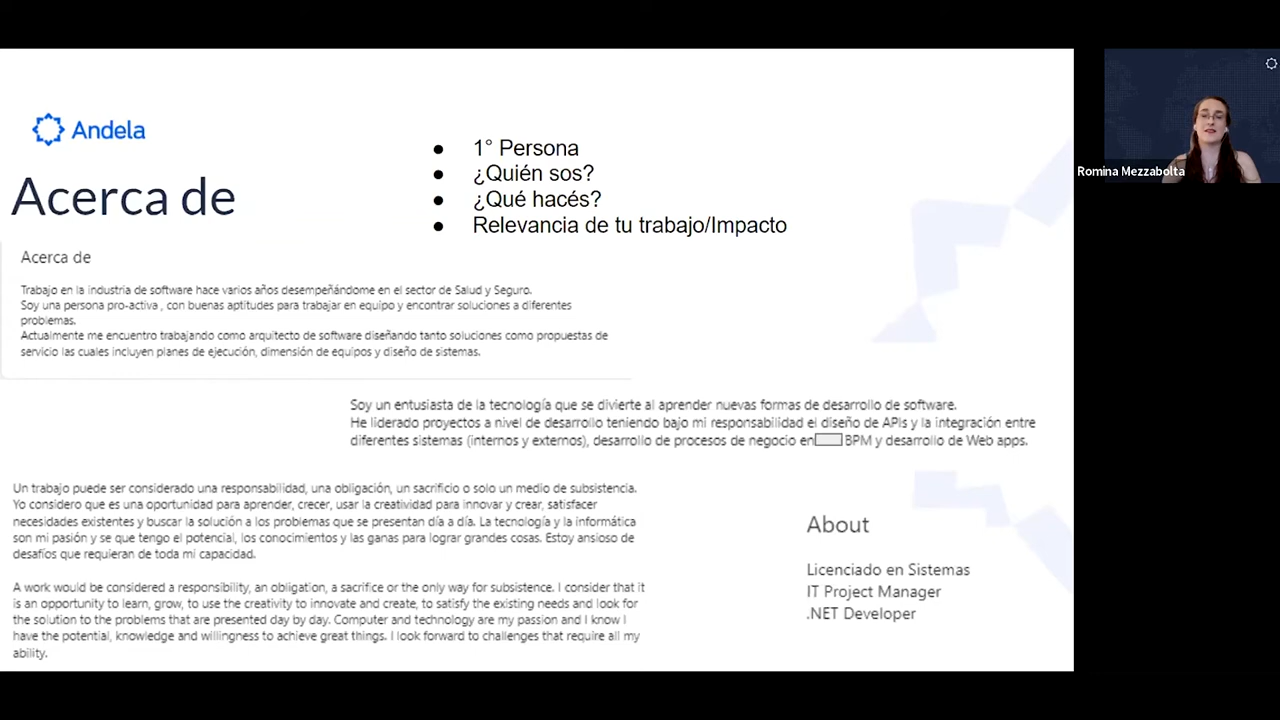 Andela
Acerca de
● 1° Persona
● ¿Quién sos?
● ¿Qué hacés?
● Relevancia de tu trabajo/Impacto
Acerca de
Trabajo en la industria de software hace varios años desempeñándome en el sector de Salud y Seguro.
Soy una persona pro-activa , con buenas aptitudes para trabajar en equipo y encontrar soluciones a diferentes
problemas.
Actualmente me encuentro trabajando como arquitecto de software diseñando tanto soluciones como propuestas de
servicio las cuales incluyen planes de ejecución, dimensión de equipos y diseño de sistemas.
Soy un entusiasta de la tecnología que se divierte al aprender nuevas formas de desarrollo de software.
He liderado proyectos a nivel de desarrollo teniendo bajo mi responsabilidad el diseño de APIs y la integración entre
diferentes sistemas (internos y externos), desarrollo de procesos de negocio en BPM y desarrollo de Web apps.
Un trabajo puede ser considerado una responsabilidad, una obligación, un sacrificio o solo un medio de subsistencia.
Yo considero que es una oportunidad para aprender, crecer, usar la creatividad para innovar y crear, satisfacer
necesidades existentes y buscar la solución a los problemas que se presentan día a día. La tecnología y la informática
son mi pasión y se que tengo el potencial, los conocimientos y las ganas para lograr grandes cosas. Estoy ansioso de
desafíos que requieran de toda mi capacidad.
A work would be considered a responsibility, an obligation, a sacrifice or the only way for subsistence. I consider that it
is an opportunity to learn, grow, to use the creativity to innovate and create, to satisfy the existing needs and look for
the solution to the problems that are presented day by day. Computer and technology are my passion and I know I
have the potential, knowledge and willingness to achieve great things. I look forward to challenges that require all my
ability.
About
Licenciado en Sistemas
IT Project Manager
.NET Developer
Romina Mezzabolta